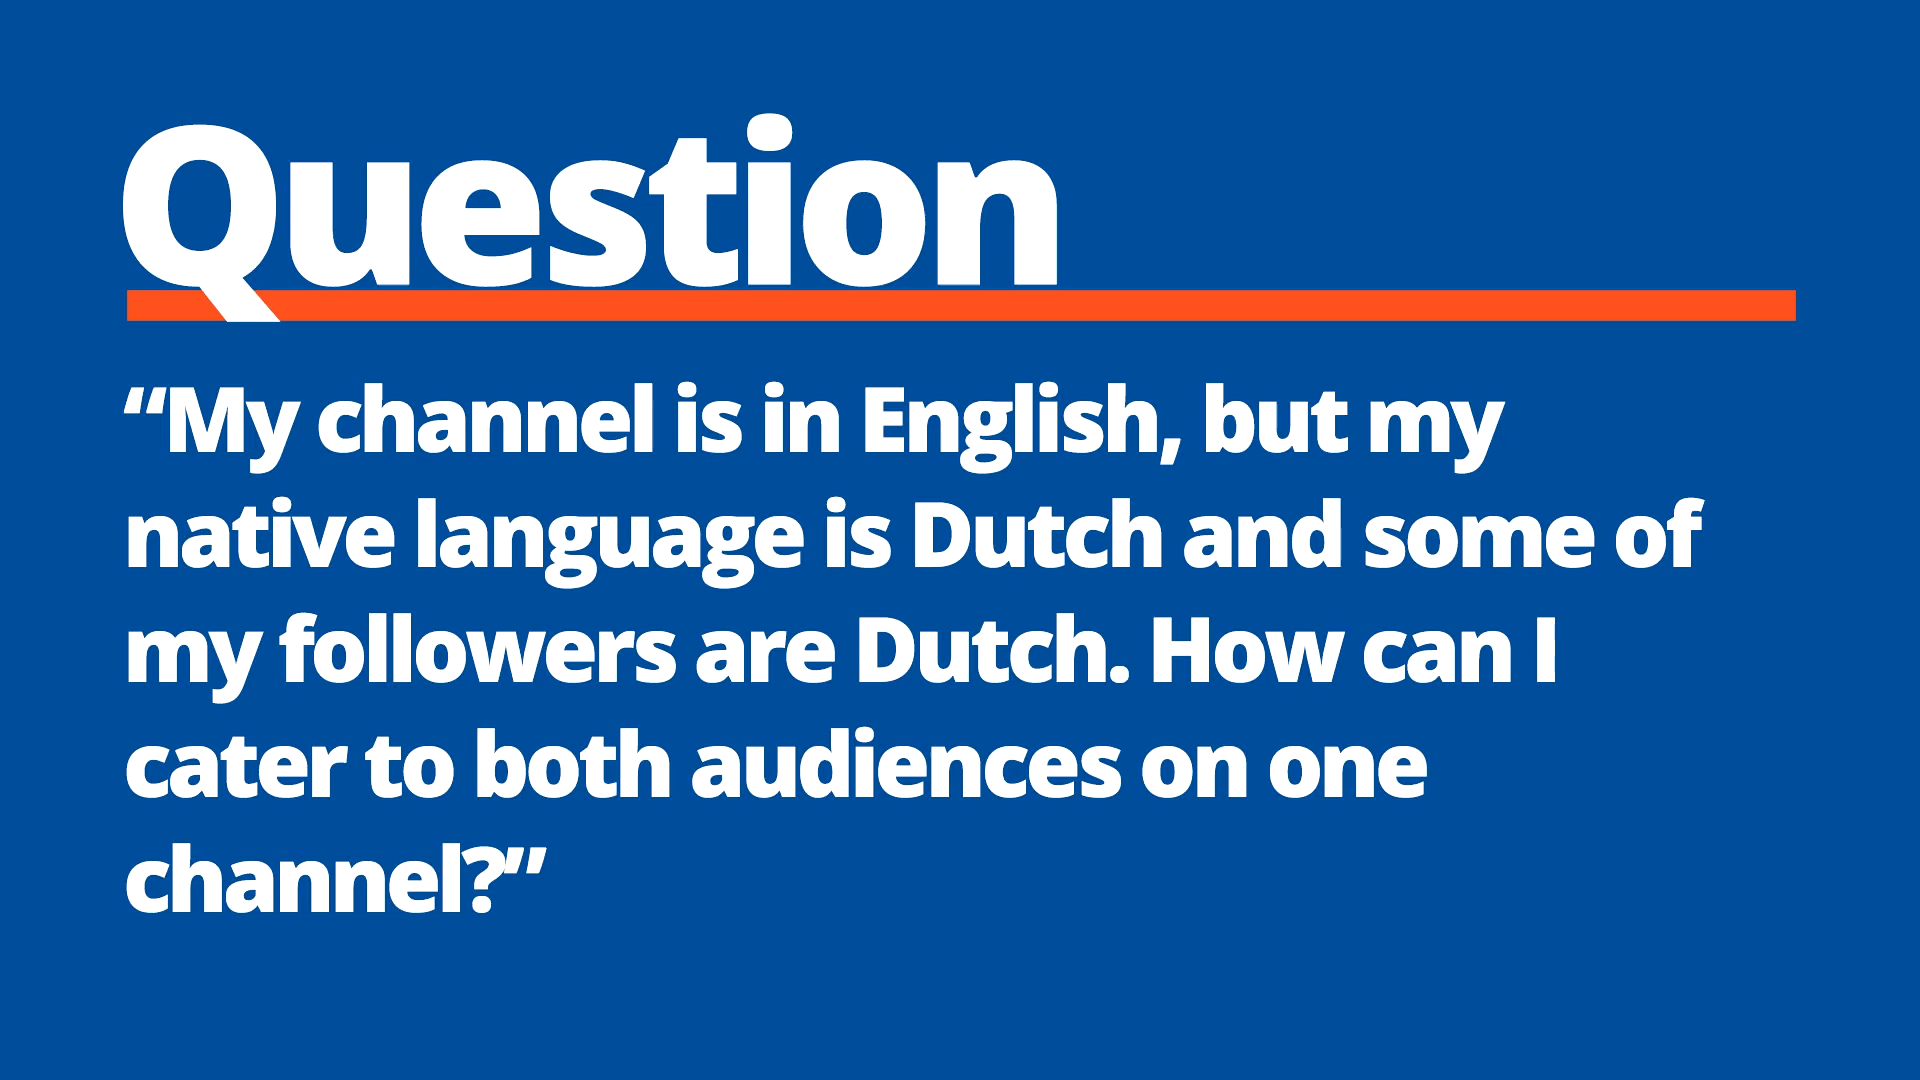 Question
“My channel is in English, but my
native language is Dutch and some of
my followers are Dutch. How can I
cater to both audiences on one
channel?”